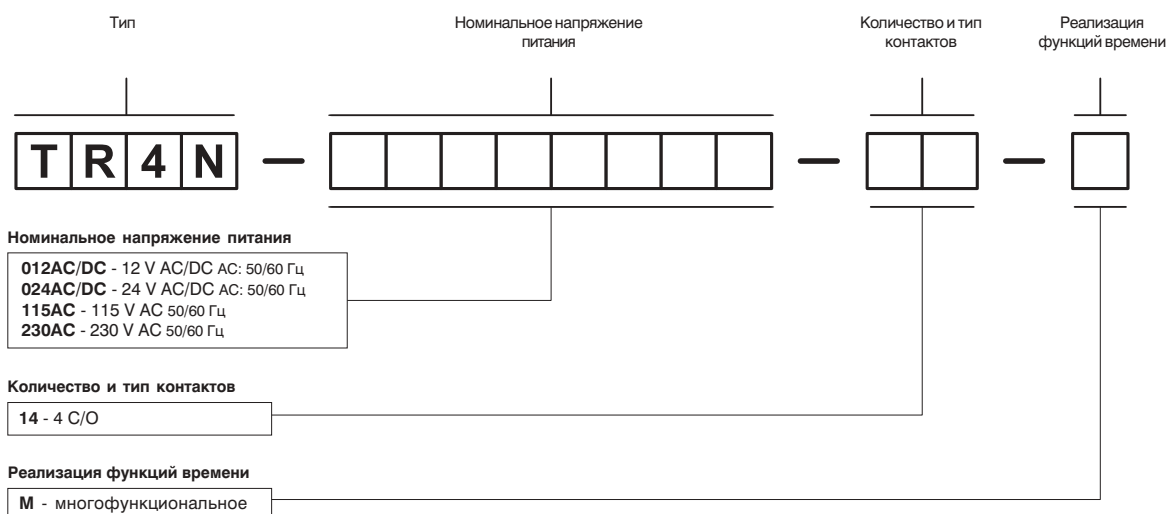 Тип
Номинальное напряжение
питания
Количество и тип
контактов
Реализация
функций времени
TR4N — —  —
Номинальное напряжение питания
012AC/DC - 12 V AC/DC AC: 50/60 Гц
024AC/DC - 24 V AC/DC AC: 50/60 Гц
115AC - 115 V AC 50/60 Гц
230AC - 230 V AC 50/60 Гц
Количество и тип контактов
14 - 4 C/O
Реализация функций времени
M - многофункциональное